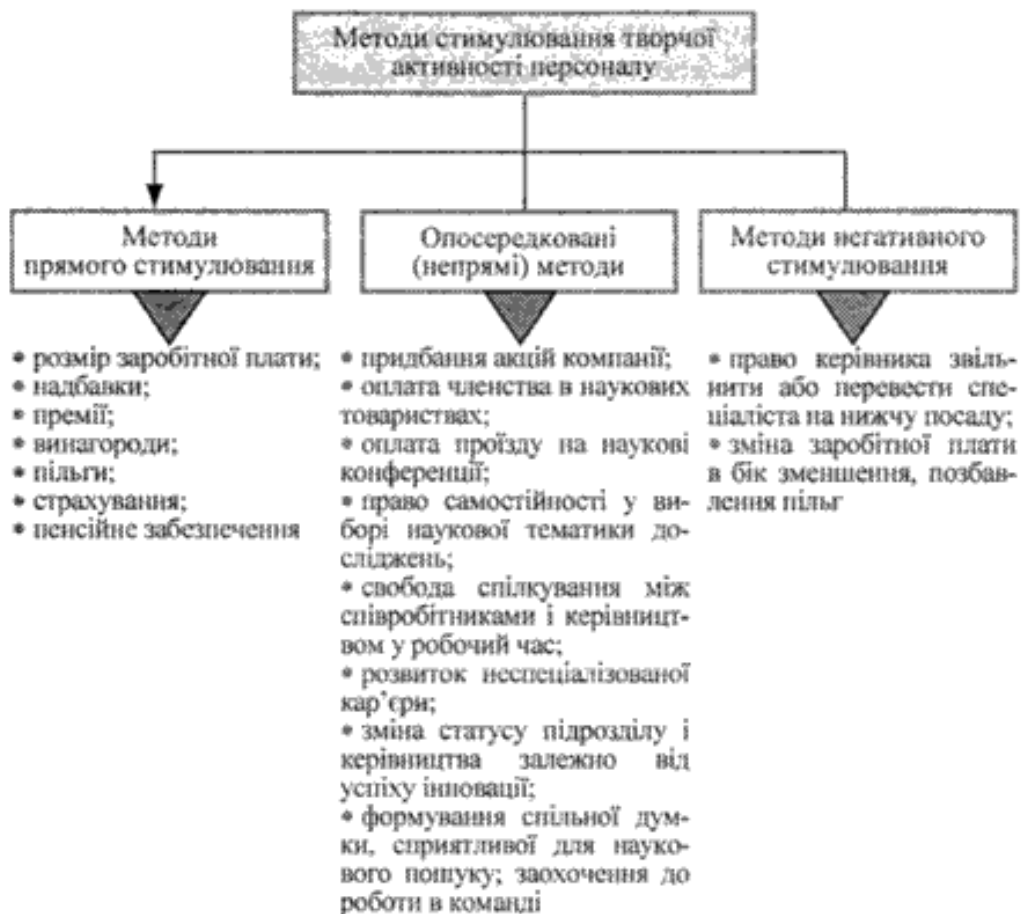 Методи стимулювання творчої
активності персоналу
Методи
прямого стимулювання
Опосередковані
(непрямі) методи
Методи негативного
стимулювання
• розмір заробітної плати;
• надбавки;
• премії;
• винагороди;
• пільги;
• страхування;
• пенсійне забезпечення
• придбання акцій компанії;
• оплата членства в наукових
товариствах;
• оплата проїзду на наукові
конференції;
• право самостійності у ви-
борі наукової тематики до-
сліджень;
• свобода спілкування між
співробітниками і керівницт-
вом у робочий час;
• розвиток неспеціалізованої
кар’єри;
• зміна статусу підрозділу і
керівництва залежно від
успіху інновації;
• формування спільної дум-
ки, сприятливої для науко-
вого пошуку; заохочення до
роботи в команді
• право керівника звіль-
нити або перевести спе-
ціаліста на нижчу посаду;
• зміна заробітної плати
в бік зменшення, позбав-
лення пільг